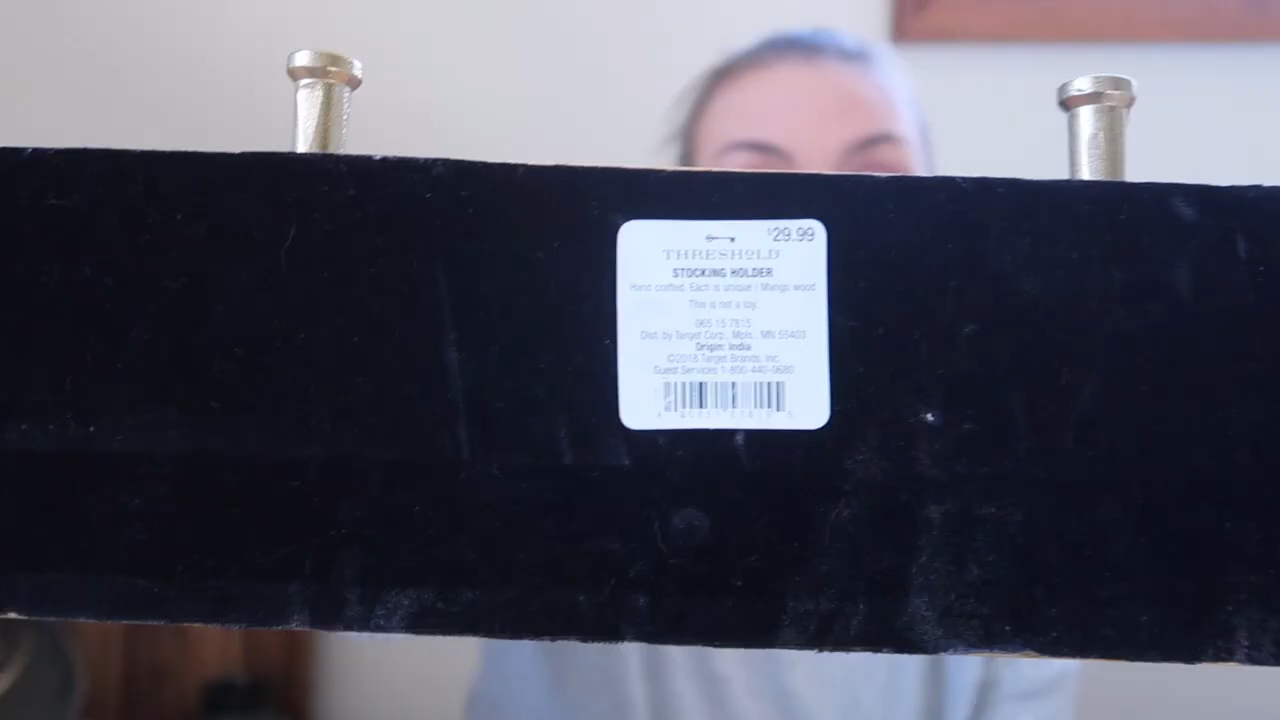 $29.99
THRESHOLD
STOCKING HOLDER
Hand crafted. Each is unique | Mango wood
This is not a toy.
065 15 7815
Dist. by Target Corp., Mpls., MN 55403
Origin: India
©2018 Target Brands, Inc.
Guest Services 1-800-440-0680